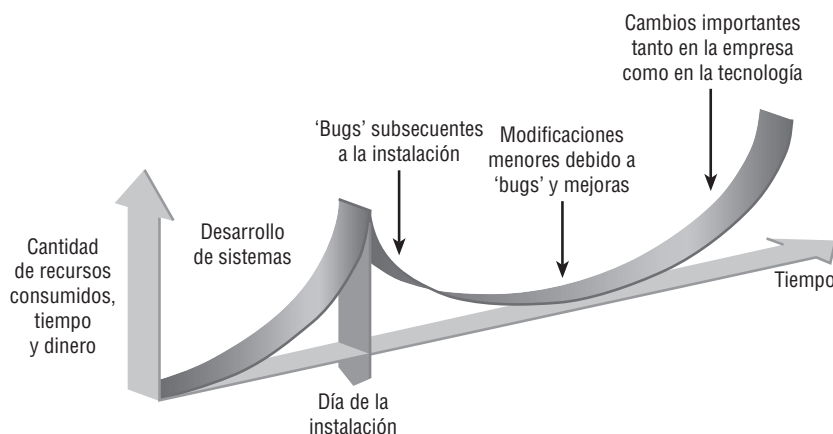 Cambios importantes
tanto en la empresa
como en la tecnología
‘Bugs’ subsecuentes
a la instalación
Modificaciones
menores debido a
‘bugs’ y mejoras
Desarrollo
de sistemas
Cantidad
de recursos
consumidos,
tiempo
y dinero
Tiempo
Día de la
instalación